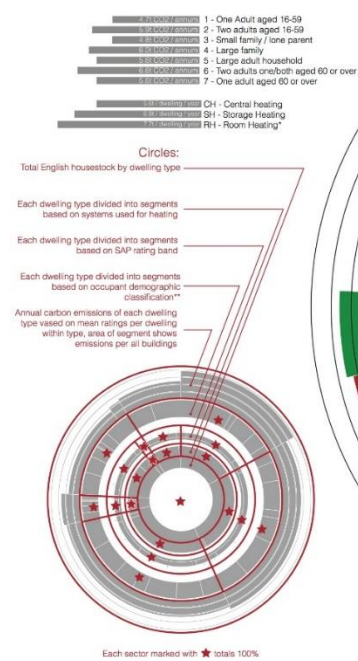 1 - One Adult aged 16-59
2 - Two adults aged 16-59
3 - Small family / lone parent
4 - Large family
5 - Large adult household
6 - Two adults one/both aged 60 or over
7 - One adult aged 60 or over
CH - Central heating
SH - Storage Heating
RH - Room Heating*
Circles:
Total English housestock by dwelling type
Each dwelling type divided into segments
based on systems used for heating
Each dwelling type divided into segments
based on SAP rating band
Each dwelling type divided into segments
based on occupant demographic
classification**
Annual carbon emissions of each dwelling
type vased on mean ratings per dwelling
within type, area of segment shows
emissions per all buildings
Each sector marked with ★ totals 100%